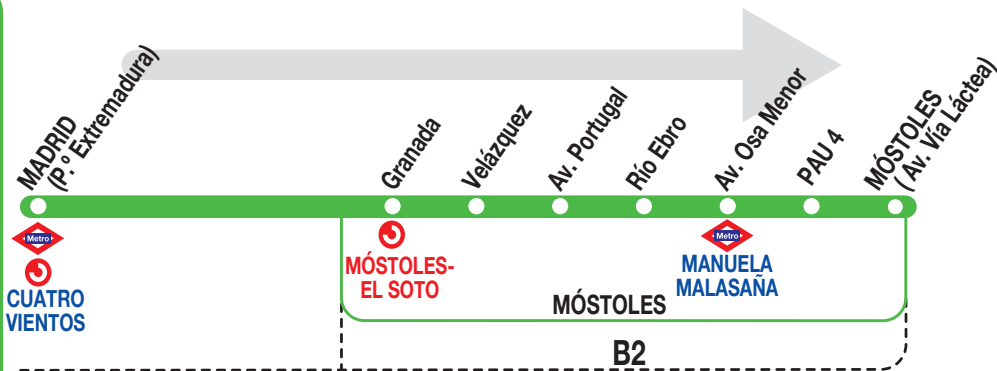 MADRID
(P.º Extremadura)
Granada
Velázquez
Av. Portugal
Río Ebro
Av. Osa Menor
PAU 4
MÓSTOLES
( Av. Vía Láctea)
Metro
CUATRO
VIENTOS
MÓSTOLES-
EL SOTO
Metro
MANUELA
MALASAÑA
MÓSTOLES
B2